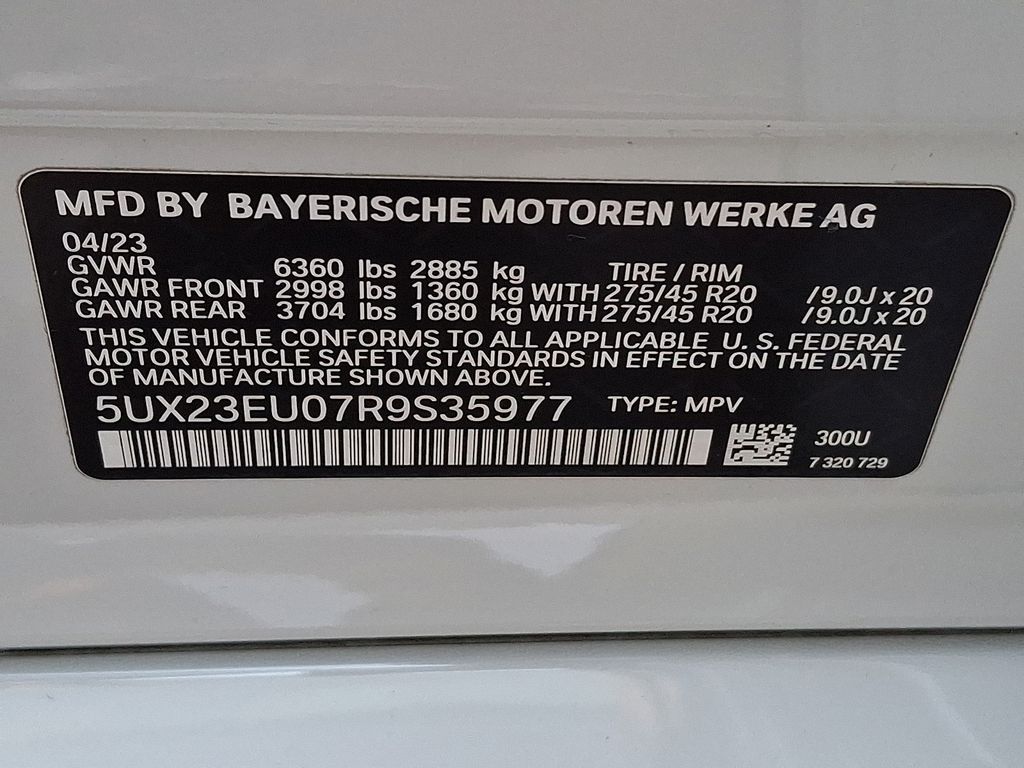 MFD BY BAYERISCHE MOTOREN WERKE AG
04/23
GVWR 6360 lbs 2885 kg TIRE / RIM
GAWR FRONT 2998 lbs 1360 kg WITH 275/45 R20 /9.0J x 20
GAWR REAR 3704 lbs 1680 kg WITH 275/45 R20 /9.0J x 20
THIS VEHICLE CONFORMS TO ALL APPLICABLE U. S. FEDERAL
MOTOR VEHICLE SAFETY STANDARDS IN EFFECT ON THE DATE
OF MANUFACTURE SHOWN ABOVE.
5UX23EU07R9S35977 TYPE: MPV
300U
7 320 729